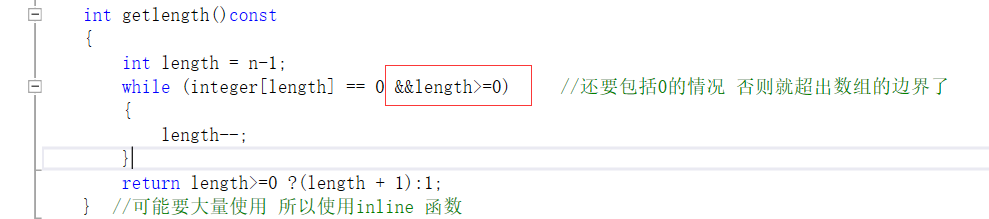 int getlength()const
{
int length = n-1;
while (integer[length] == 0 &&length>=0) //还要包括0的情况 否则就超出数组的边界了
{
length--;
}
return length>=0 ?(length + 1):1;
} //可能要大量使用 所以使用inline 函数